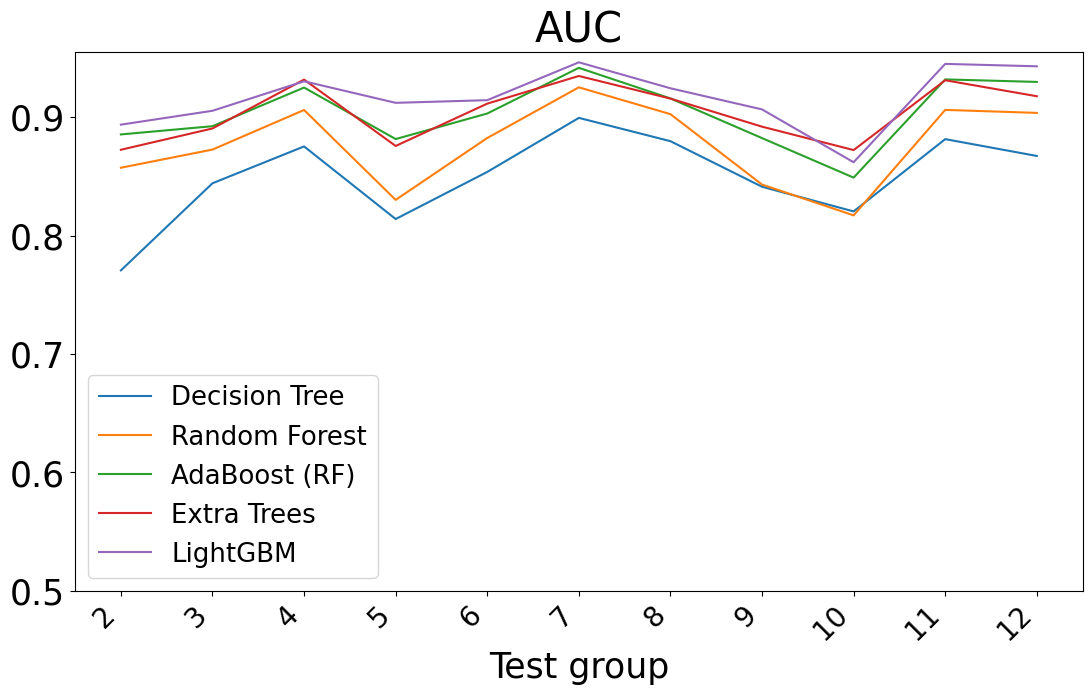 AUC
0.9
0.8
0.7
0.6
0.5
Decision Tree
Random Forest
AdaBoost (RF)
Extra Trees
LightGBM
2 3 4 5 6 7 8 9 10 11 12
Test group